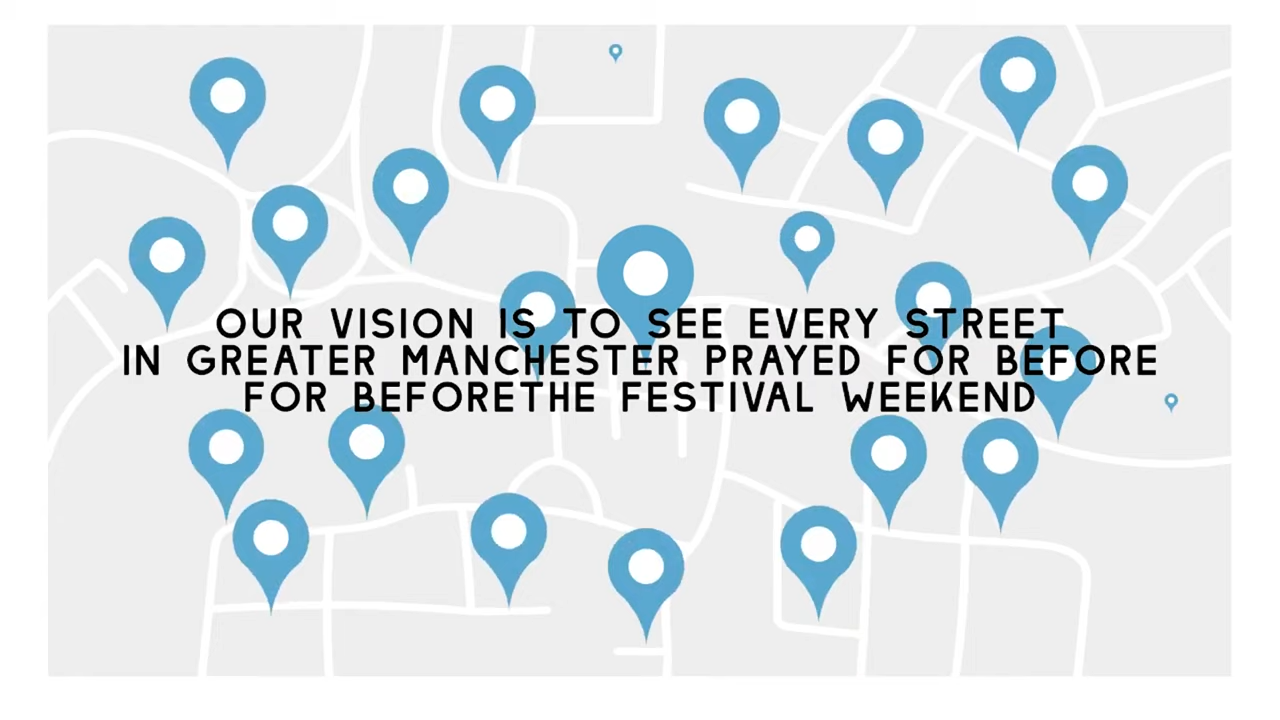 OUR VISION IS TO SEE EVERY STREET
IN GREATER MANCHESTER PRAYED FOR BEFORE
FOR BEFORETHE FESTIVAL WEEKEND